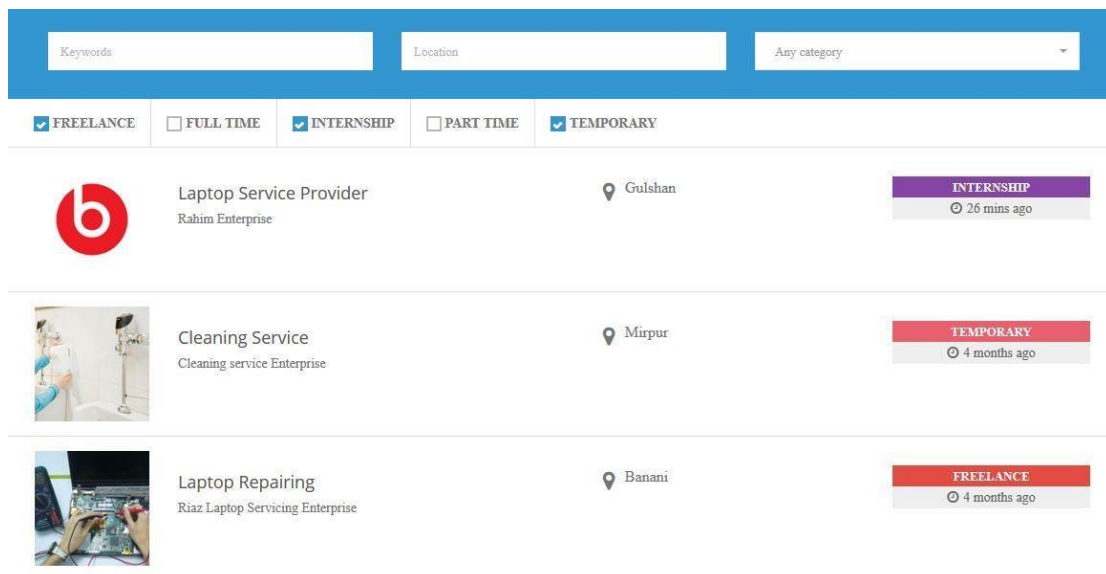 Keywords
Location
Any category
FREELANCE
FULL TIME
INTERNSHIP
PART TIME
TEMPORARY
Laptop Service Provider
Rahim Enterprise
Gulshan
INTERNSHIP
26 mins ago
Cleaning Service
Cleaning service Enterprise
Mirpur
TEMPORARY
4 months ago
Laptop Repairing
Riaz Laptop Servicing Enterprise
Banani
FREELANCE
4 months ago